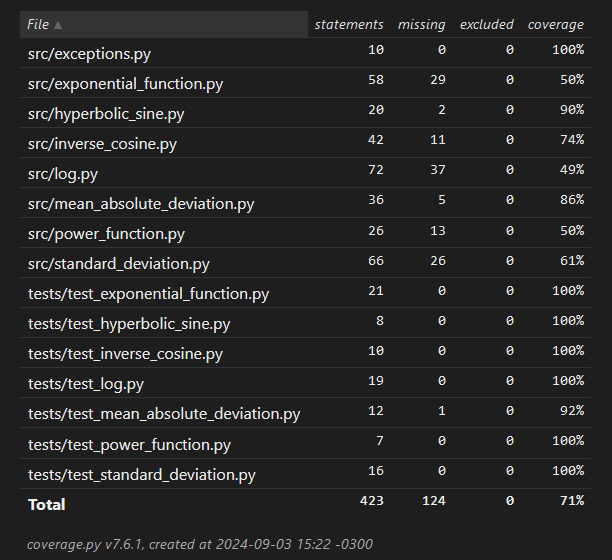 File ▲ statements missing excluded coverage
src/exceptions.py 10 0 0 100%
src/exponential_function.py 58 29 0 50%
src/hyperbolic_sine.py 20 2 0 90%
src/inverse_cosine.py 42 11 0 74%
src/log.py 72 37 0 49%
src/mean_absolute_deviation.py 36 5 0 86%
src/power_function.py 26 13 0 50%
src/standard_deviation.py 66 26 0 61%
tests/test_exponential_function.py 21 0 0 100%
tests/test_hyperbolic_sine.py 8 0 0 100%
tests/test_inverse_cosine.py 10 0 0 100%
tests/test_log.py 19 0 0 100%
tests/test_mean_absolute_deviation.py 12 1 0 92%
tests/test_power_function.py 7 0 0 100%
tests/test_standard_deviation.py 16 0 0 100%
Total 423 124 0 71%
coverage.py v7.6.1, created at 2024-09-03 15:22 -0300